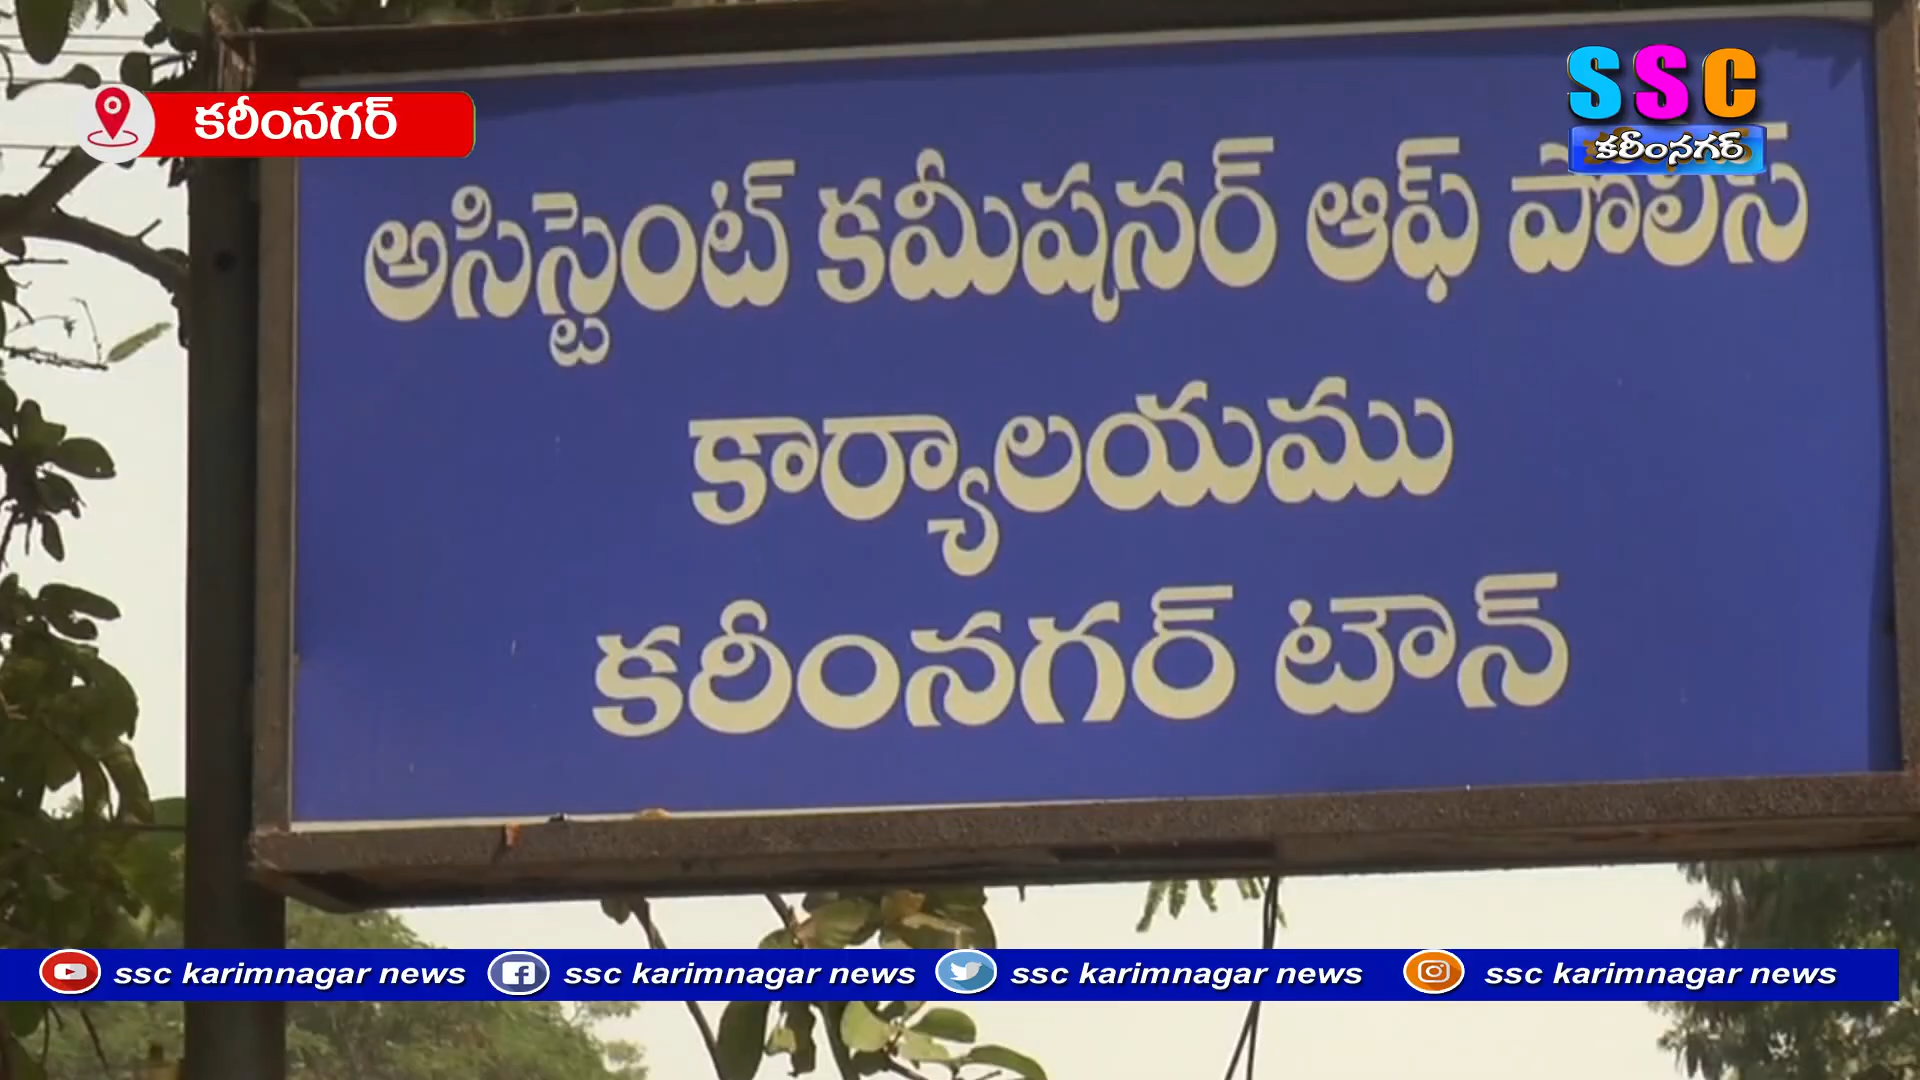 కరీంనగర్
SSC
కరీంనగర్
అసిస్టెంట్ కమీషనర్ ఆఫ్ పొలీస్
కార్యాలయము
కరీంనగర్ టౌన్
ssc karimnagar news ssc karimnagar news ssc karimnagar news ssc karimnagar news